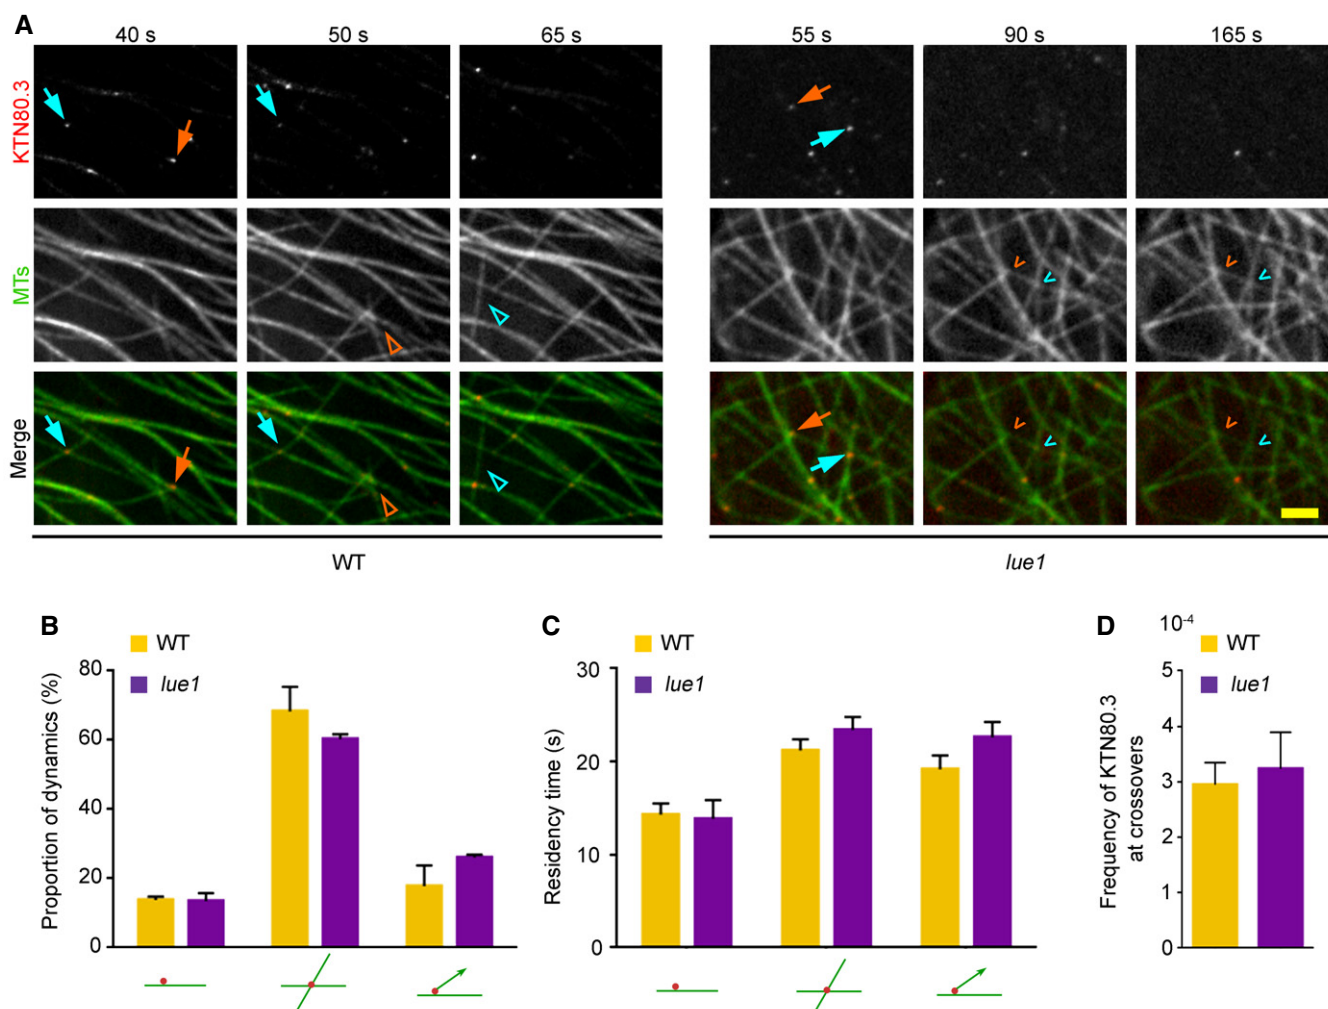 A
40 s 50 s 65 s 55 s 90 s 165 s
KTN80.3
MTs
Merge
WT lue1
B
WT
lue1
Proportion of dynamics (%)
80
60
40
20
0
C
WT
lue1
Residency time (s)
30
20
10
0
D
10⁻⁴
WT
lue1
Frequency of KTN80.3
at crossovers
5
4
3
2
1
0